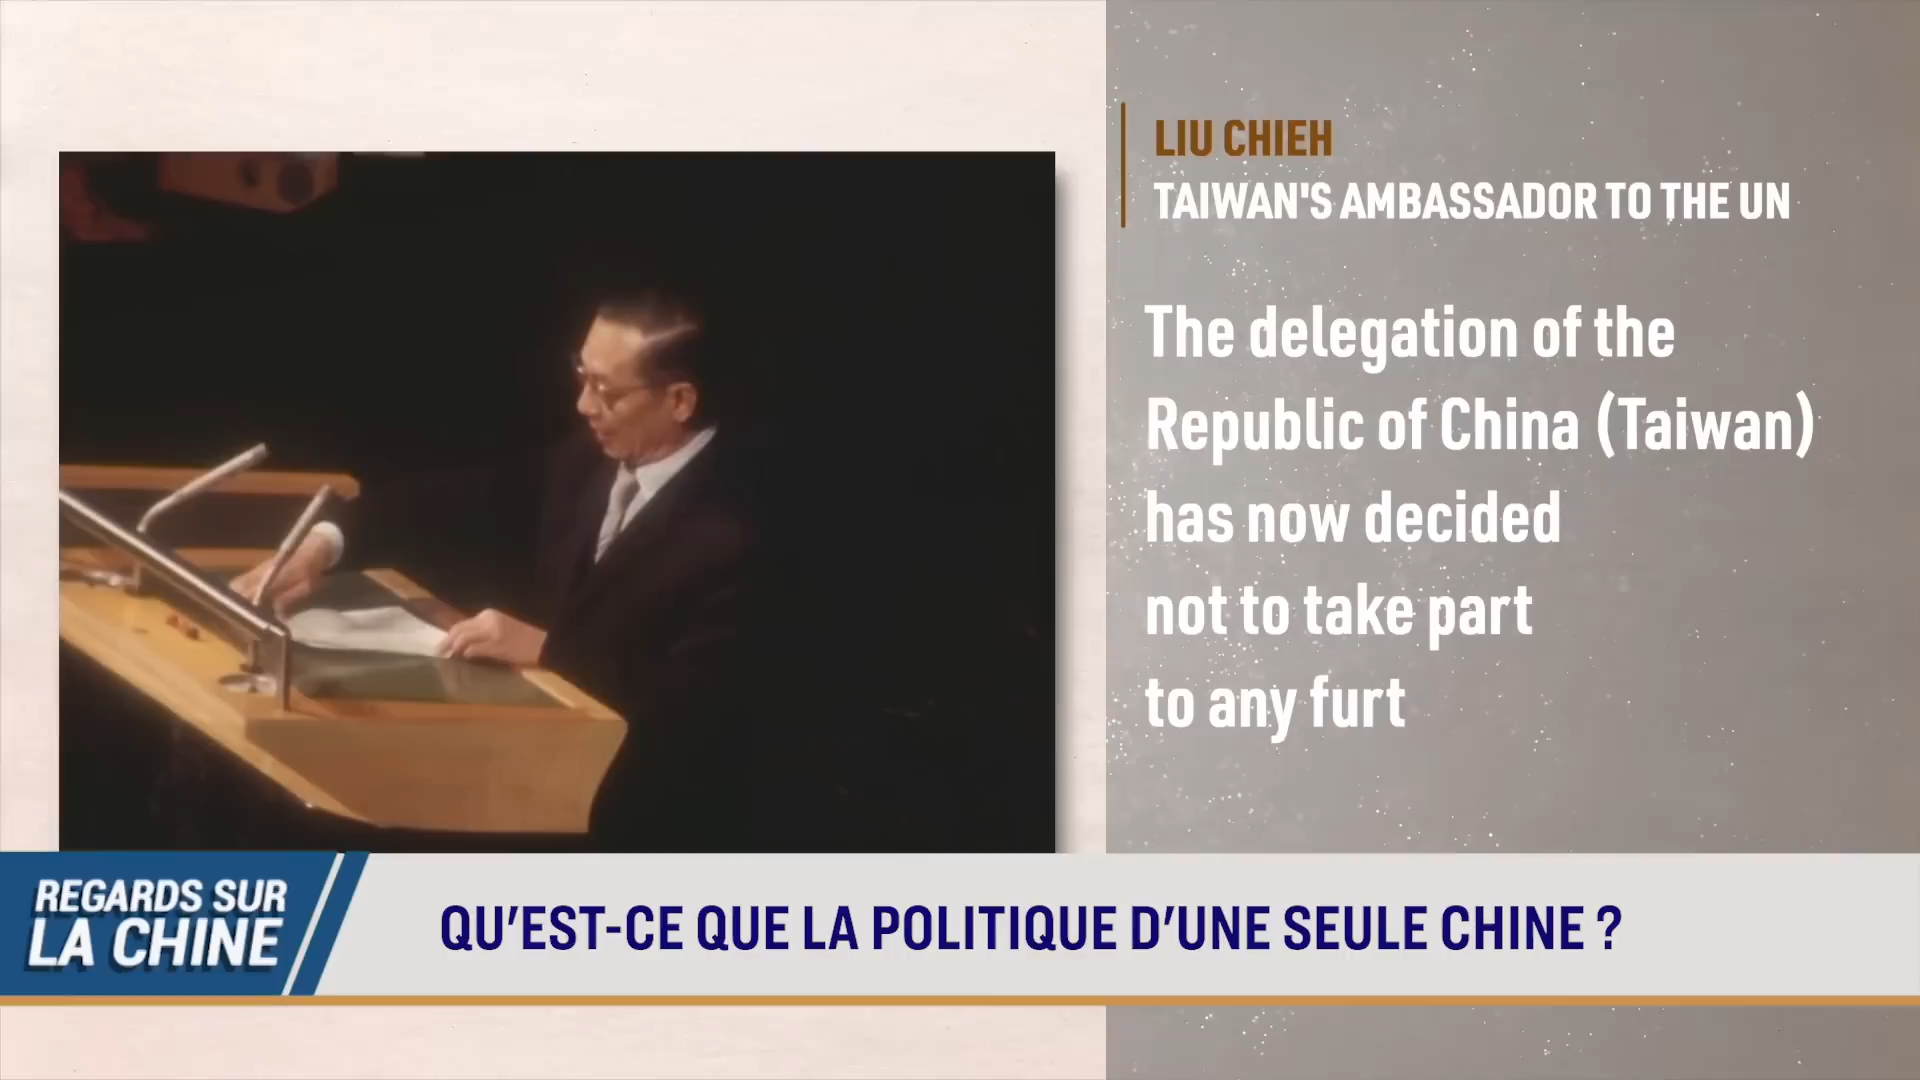 LIU CHIEH
TAIWAN'S AMBASSADOR TO THE UN
The delegation of the
Republic of China (Taiwan)
has now decided
not to take part
to any furt
REGARDS SUR
LA CHINE
QU'EST-CE QUE LA POLITIQUE D'UNE SEULE CHINE ?